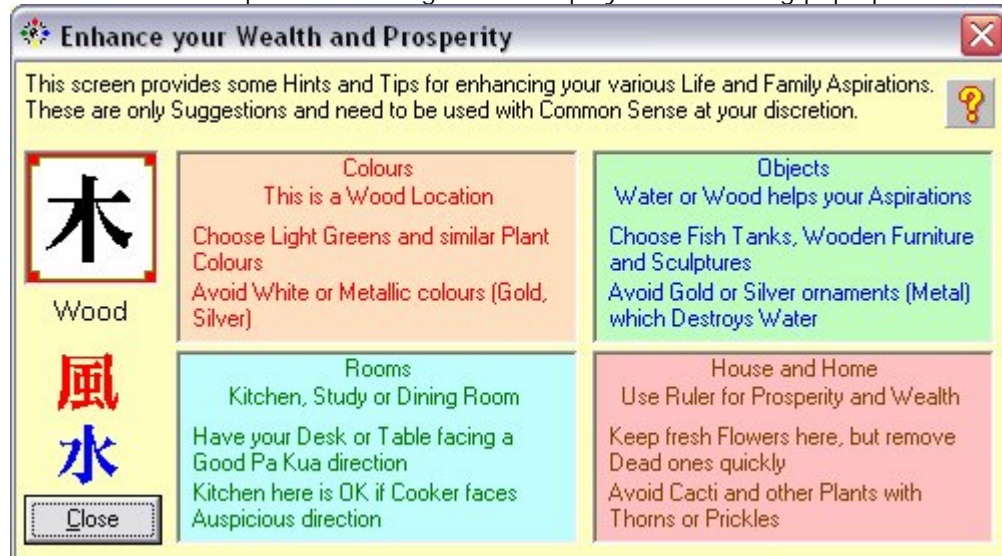 Enhance your Wealth and Prosperity
This screen provides some Hints and Tips for enhancing your various Life and Family Aspirations.
These are only Suggestions and need to be used with Common Sense at your discretion.
木
Wood
風
水
Close
Colours
This is a Wood Location
Choose Light Greens and similar Plant
Colours
Avoid White or Metallic colours (Gold,
Silver)
Objects
Water or Wood helps your Aspirations
Choose Fish Tanks, Wooden Furniture
and Sculptures
Avoid Gold or Silver ornaments (Metal)
which Destroys Water
Rooms
Kitchen, Study or Dining Room
Have your Desk or Table facing a
Good Pa Kua direction
Kitchen here is OK if Cooker faces
Auspicious direction
House and Home
Use Ruler for Prosperity and Wealth
Keep fresh Flowers here, but remove
Dead ones quickly
Avoid Cacti and other Plants with
Thorns or Prickles